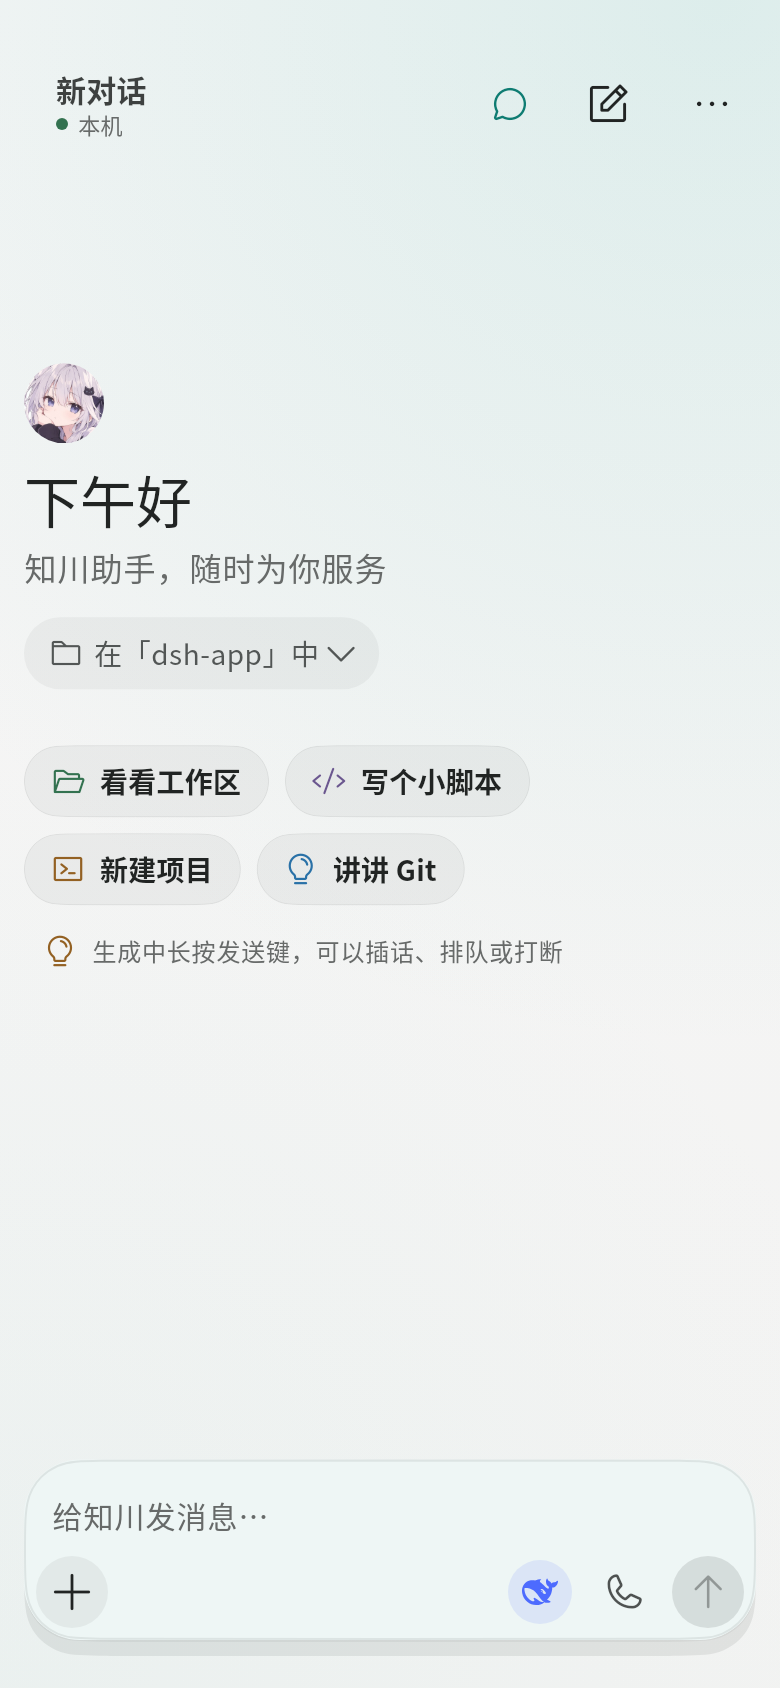 新对话
本机
下午好
知川助手，随时为你服务
在「dsh-app」中
看看工作区
写个小脚本
新建项目
讲讲 Git
生成中长按发送键，可以插话、排队或打断
给知川发消息…